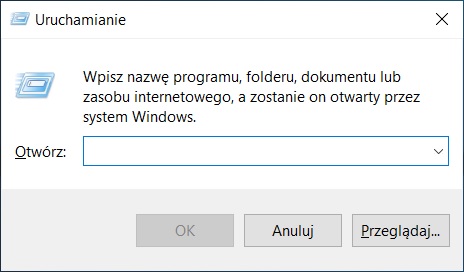 Uruchamianie
Wpisz nazwę programu, folderu, dokumentu lub
zasobu internetowego, a zostanie on otwarty przez
system Windows.
Otwórz:
OK Anuluj Przeglądaj...